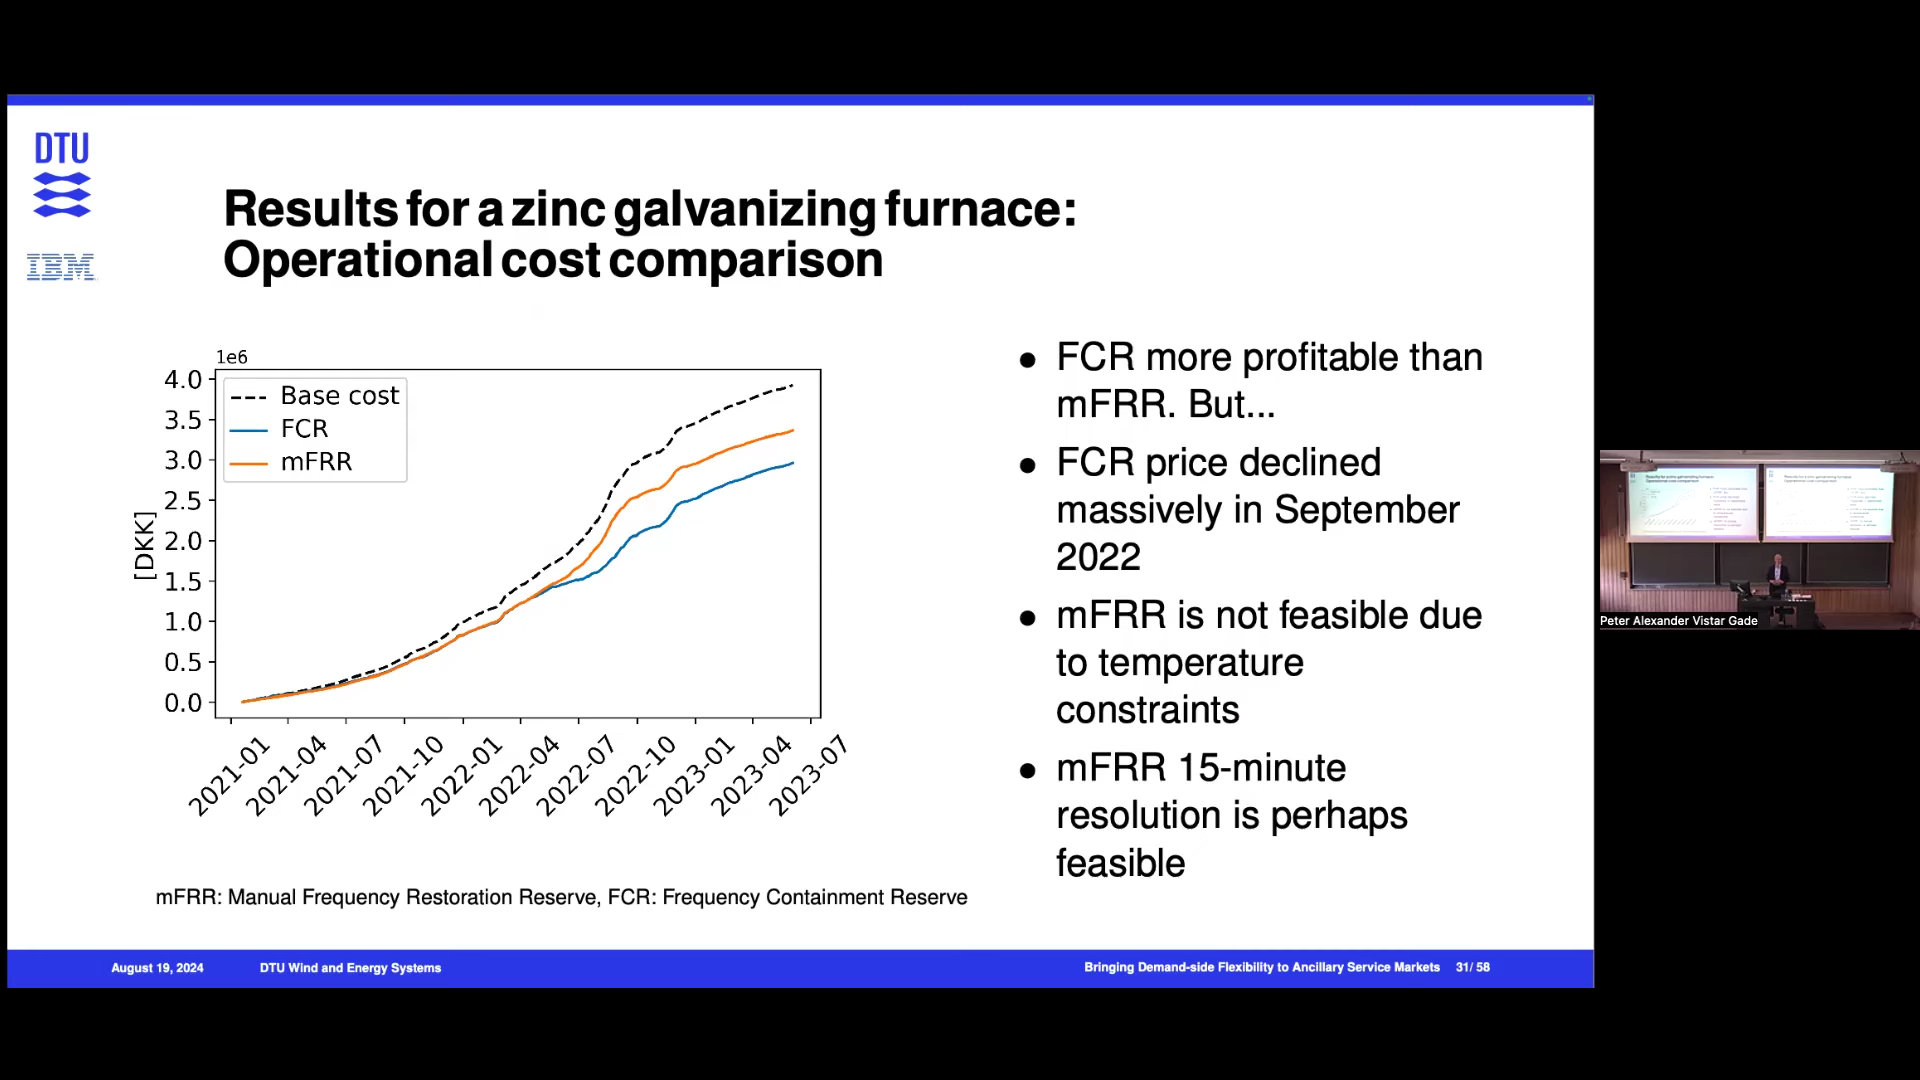 DTU
IBM
Results for a zinc galvanizing furnace:
Operational cost comparison
1e6
4.0
3.5
3.0
2.5
2.0
1.5
1.0
0.5
0.0
[DKK]
Base cost
FCR
mFRR
2021-01
2021-04
2021-07
2021-10
2022-01
2022-04
2022-07
2022-10
2023-01
2023-04
2023-07
mFRR: Manual Frequency Restoration Reserve, FCR: Frequency Containment Reserve
● FCR more profitable than
mFRR. But...
● FCR price declined
massively in September
2022
● mFRR is not feasible due
to temperature
constraints
● mFRR 15-minute
resolution is perhaps
feasible
August 19, 2024 DTU Wind and Energy Systems Bringing Demand-side Flexibility to Ancillary Service Markets 31/ 58
Peter Alexander Vistar Gade